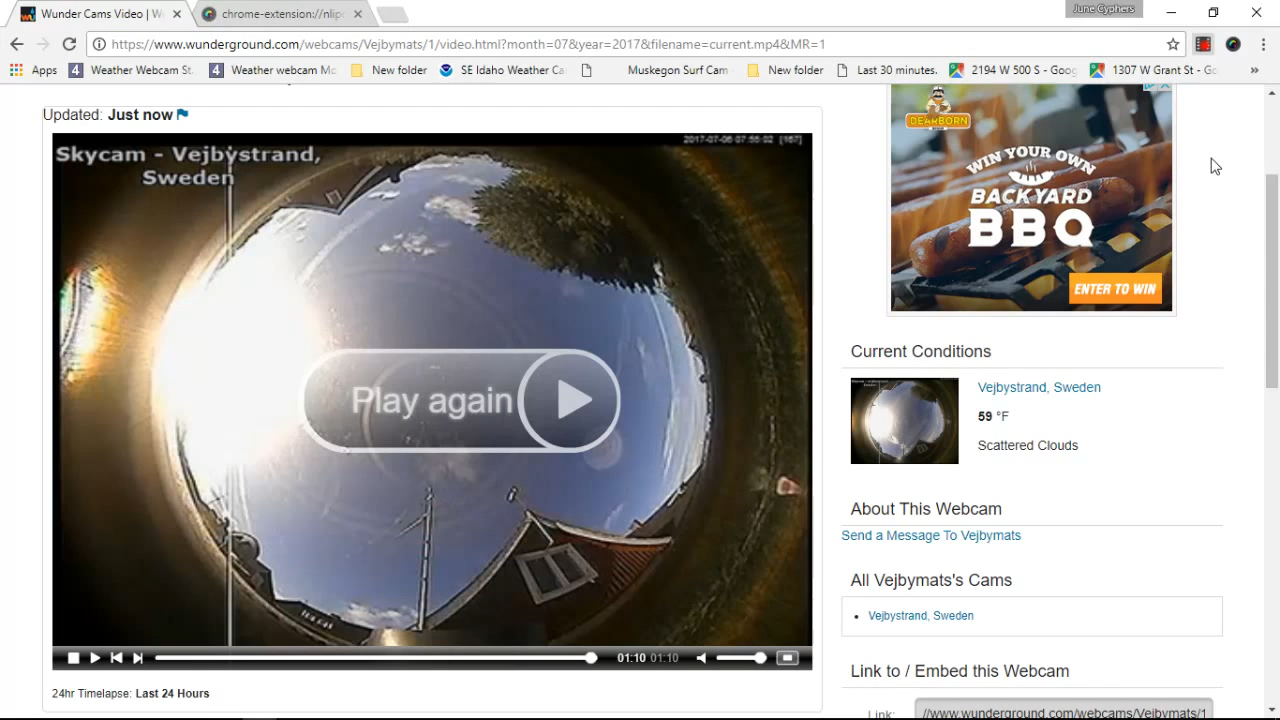 Wunder Cams Video | W
chrome-extension://nlipo
June Cyphers
https://www.wunderground.com/webcams/Vejbymats/1/video.html?month=07&year=2017&filename=current.mp4&MR=1
Apps
Weather Webcam St.
Weather webcam Mo
New folder
SE Idaho Weather Ca
Muskegon Surf Cam
New folder
Last 30 minutes.
2194 W 500 S - Goog
1307 W Grant St - Go
»
Updated: Just now
2017-07-06 07:55:02 [167]
Skycam - Vejbystrand,
Sweden
Play again
01:10 01:10
24hr Timelapse: Last 24 Hours
DEARBORN
WIN YOUR OWN
BACKYARD
BBQ
ENTER TO WIN
Current Conditions
Vejbystrand, Sweden
59 °F
Scattered Clouds
About This Webcam
Send a Message To Vejbymats
All Vejbymats's Cams
• Vejbystrand, Sweden
Link to / Embed this Webcam
Link: //www.wunderground.com/webcams/Vejbymats/1